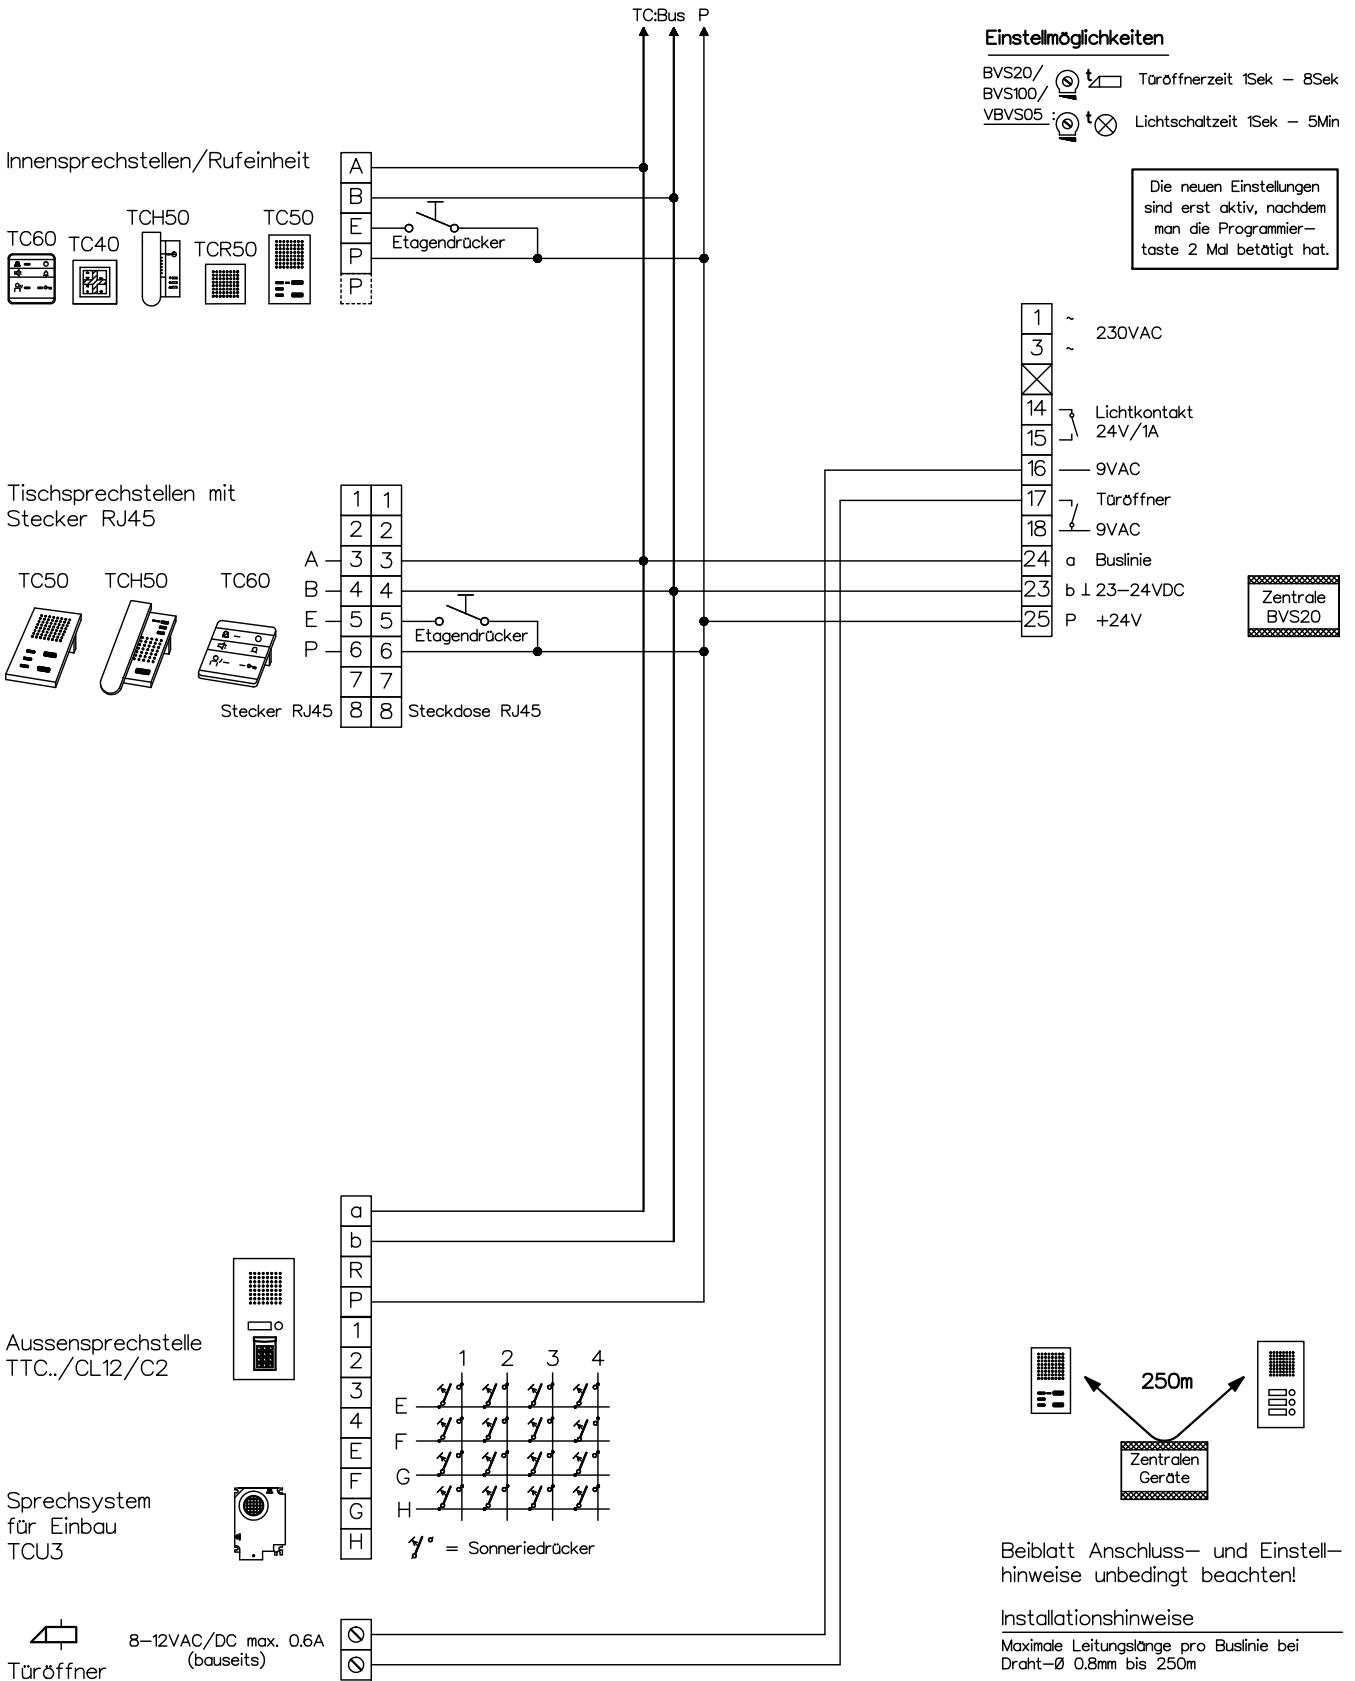 TC:Bus P
Einstellmöglichkeiten
BVS20/
BVS100/
VBVS05 :
t Türöffnerzeit 1Sek – 8Sek
t Lichtschaltzeit 1Sek – 5Min
Die neuen Einstellungen
sind erst aktiv, nachdem
man die Programmier–
taste 2 Mal betätigt hat.
Innensprechstellen/Rufeinheit
TC60
TC40
TCH50
TCR50
TC50
A
B
E
P
P
Etagendrücker
1 ~
230VAC
3 ~
14
Lichtkontakt
24V/1A
15
16 9VAC
17 Türöffner
18 9VAC
24 a Buslinie
23 b ⊥ 23–24VDC
25 P +24V
Zentrale
BVS20
Tischsprechstellen mit
Stecker RJ45
TC50
TCH50
TC60
1 1
2 2
A 3 3
B 4 4
E 5 5
P 6 6
7 7
8 8
Etagendrücker
Stecker RJ45
Steckdose RJ45
a
b
R
P
1
2
3
4
E
F
G
H
Aussensprechstelle
TTC../CL12/C2
1 2 3 4
E
F
G
H
= Sonneriedrücker
Sprechsystem
für Einbau
TCU3
Türöffner
8–12VAC/DC max. 0.6A
(bauseits)
250m
Zentralen
Geräte
Beiblatt Anschluss– und Einstell–
hinweise unbedingt beachten!
Installationshinweise
Maximale Leitungslänge pro Buslinie bei
Draht–Ø 0.8mm bis 250m